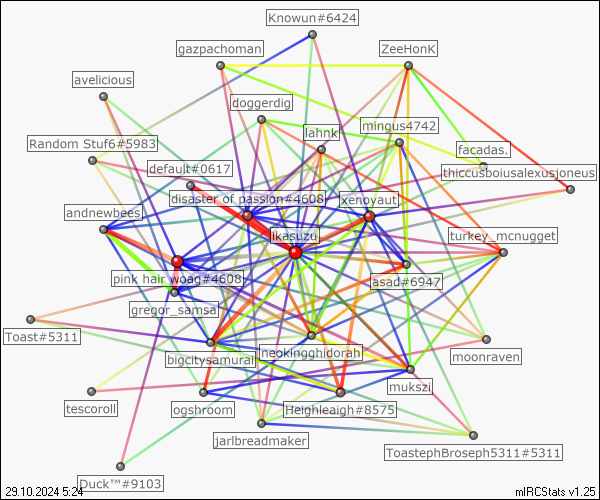 Knowun#6424
gazpachoman
ZeeHonK
avelicious
doggerdig
mingus4742
lahnk
Random Stuf6#5983
facadas.
default#0617
thiccusboiusalexusjoneus
disaster of passion#4608
xenoyaut
andnewbees
likasuzu
turkey_mcnugget
pink hair woag#4608
asad#6947
gregor_samsa
Toast#5311
bigcitysamurai
neokingghidorah
moonraven
mukszi
tescoroll
ogshroom
Heighleaigh#8575
jarlbreadmaker
ToastephBroseph5311#5311
Duck™#9103
29.10.2024 5:24
mIRCStats v1.25